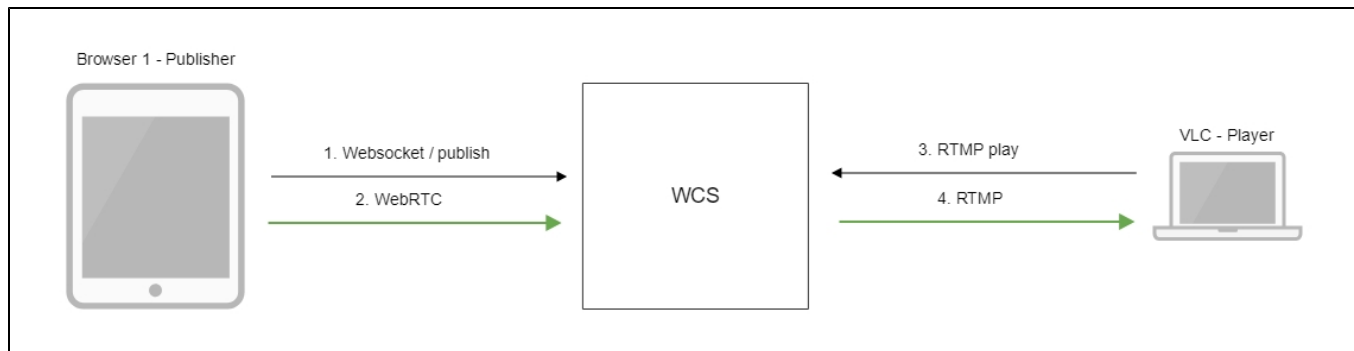 Browser 1 - Publisher
1. Websocket / publish
2. WebRTC
WCS
3. RTMP play
4. RTMP
VLC - Player